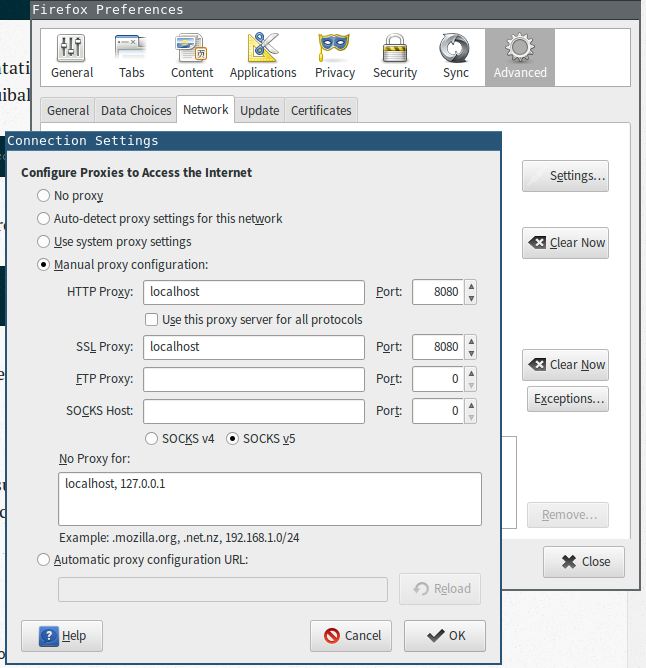 Firefox Preferences
General Tabs Content Applications Privacy Security Sync Advanced
General Data Choices Network Update Certificates
Connection Settings
Configure Proxies to Access the Internet
No proxy
Settings...
Auto-detect proxy settings for this network
Use system proxy settings
Clear Now
Manual proxy configuration:
HTTP Proxy: localhost Port: 8080
Use this proxy server for all protocols
SSL Proxy: localhost Port: 8080
Clear Now
FTP Proxy: Port: 0
Exceptions...
SOCKS Host: Port: 0
SOCKS v4 SOCKS v5
No Proxy for:
localhost, 127.0.0.1
Remove...
Example: .mozilla.org, .net.nz, 192.168.1.0/24
Automatic proxy configuration URL:
Close
Reload
Help Cancel OK